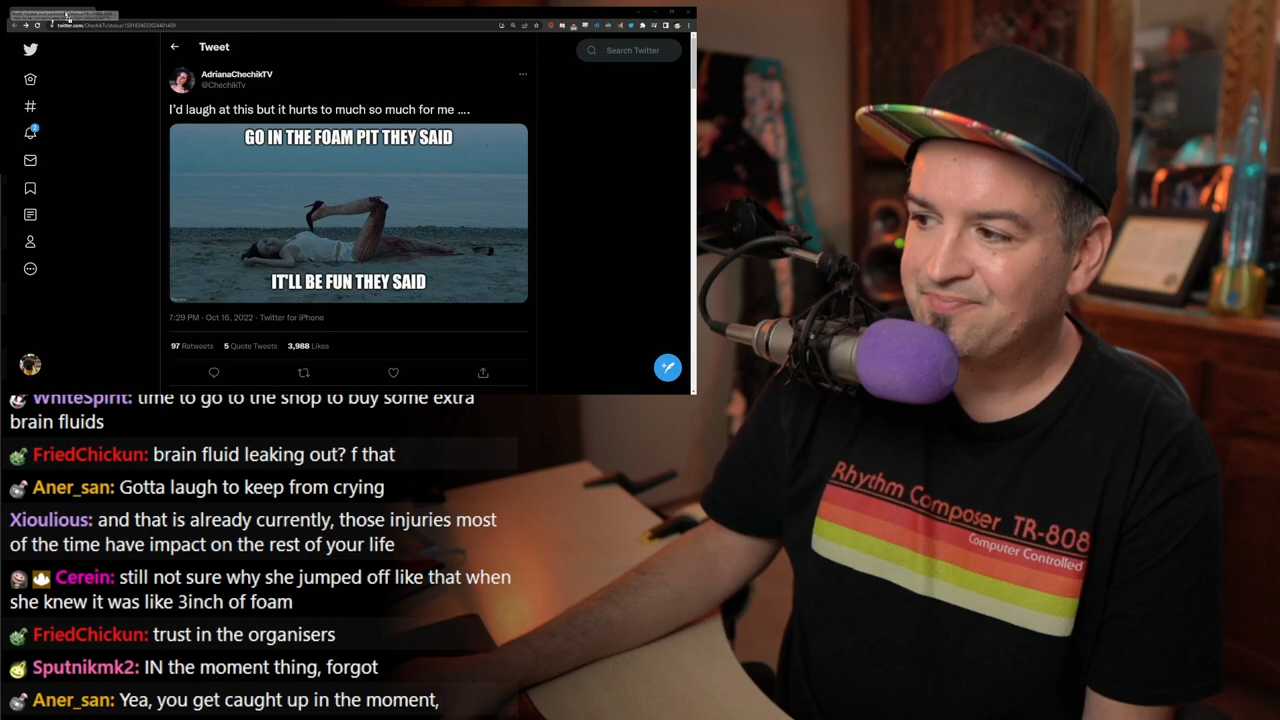 Tweet
Search Twitter
AdrianaChechikTV
@ChechikTv
I'd laugh at this but it hurts to much so much for me ....
GO IN THE FOAM PIT THEY SAID
IT'LL BE FUN THEY SAID
7:29 PM · Oct 16, 2022 · Twitter for iPhone
97 Retweets 5 Quote Tweets 3,988 Likes
WhiteSpirit: time to go to the shop to buy some extra
brain fluids
FriedChickun: brain fluid leaking out? f that
Aner_san: Gotta laugh to keep from crying
Xioulious: and that is already currently, those injuries most
of the time have impact on the rest of your life
Cerein: still not sure why she jumped off like that when
she knew it was like 3inch of foam
FriedChickun: trust in the organisers
Sputnikmk2: IN the moment thing, forgot
Aner_san: Yea, you get caught up in the moment,
Rhythm Composer TR-808
Computer Controlled